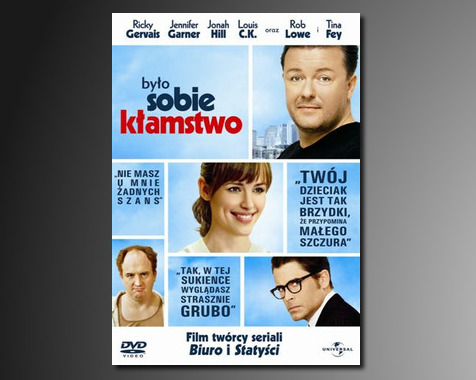 Ricky Jennifer Jonah Louis Rob Tina
Gervais Garner Hill C.K. oraz Lowe i Fey
było
sobie
kłamstwo
„NIE MASZ
U MNIE
ŻADNYCH
SZANS"
„TWÓJ
DZIECIAK
JEST TAK
BRZYDKI,
ŻE PRZYPOMINA
MAŁEGO
SZCZURA"
„TAK, W TEJ
SUKIENCE
WYGLĄDASZ
STRASZNIE
GRUBO"
Film twórcy seriali
Biuro i Statyści
DVD
VIDEO
UNIVERSAL